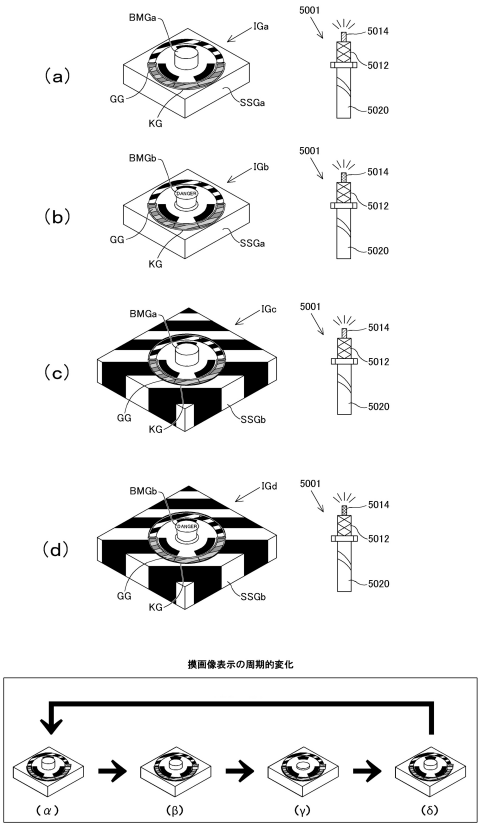 BMGa
IGa
5001
5014
(a)
5012
GG
SSGa
KG
5020
BMGb
IGb
5001
5014
DANGER
(b)
5012
GG
SSGa
KG
5020
BMGa
IGc
5001
5014
(c)
5012
GG
SSGb
KG
5020
BMGb
IGd
5001
5014
DANGER
(d)
5012
GG
SSGb
KG
5020
摸画像表示の周期的変化
(α) (β) (γ) (δ)